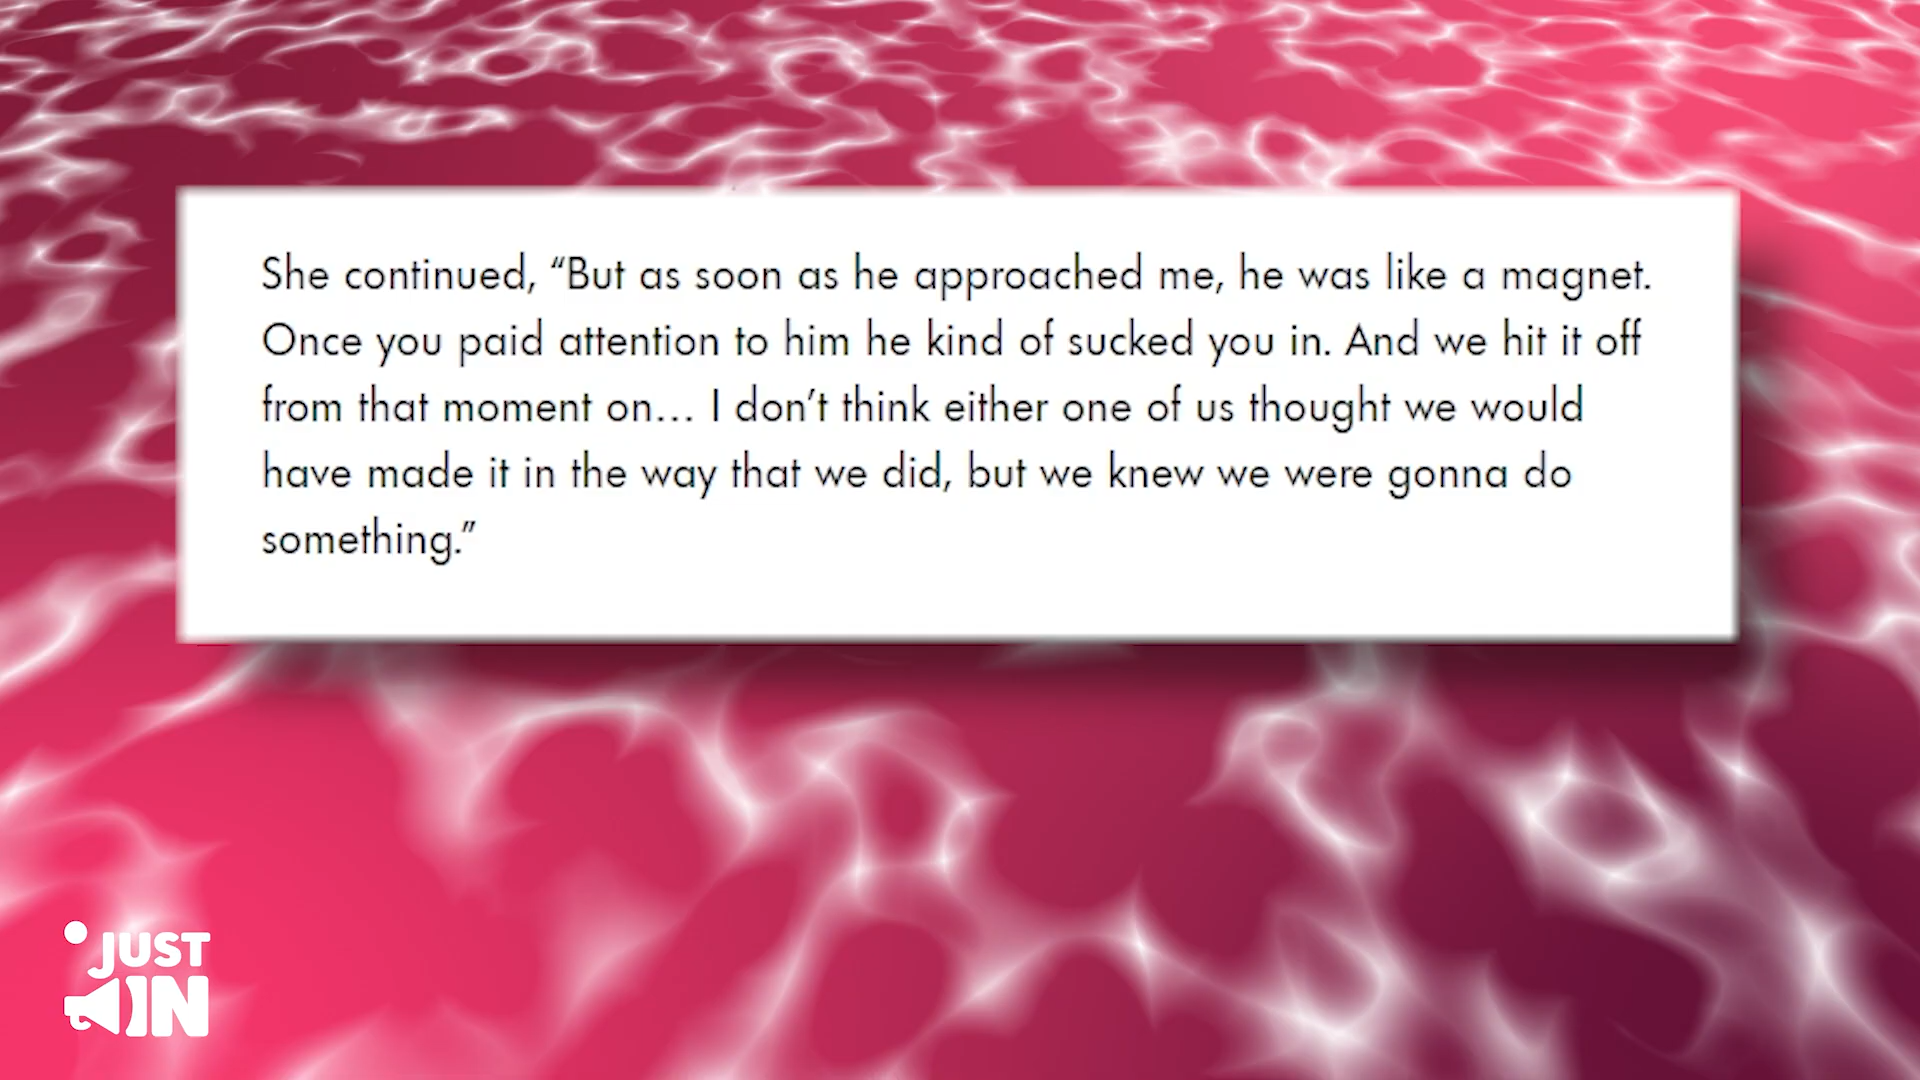 She continued, “But as soon as he approached me, he was like a magnet.
Once you paid attention to him he kind of sucked you in. And we hit it off
from that moment on... I don’t think either one of us thought we would
have made it in the way that we did, but we knew we were gonna do
something.”
JUST
IN